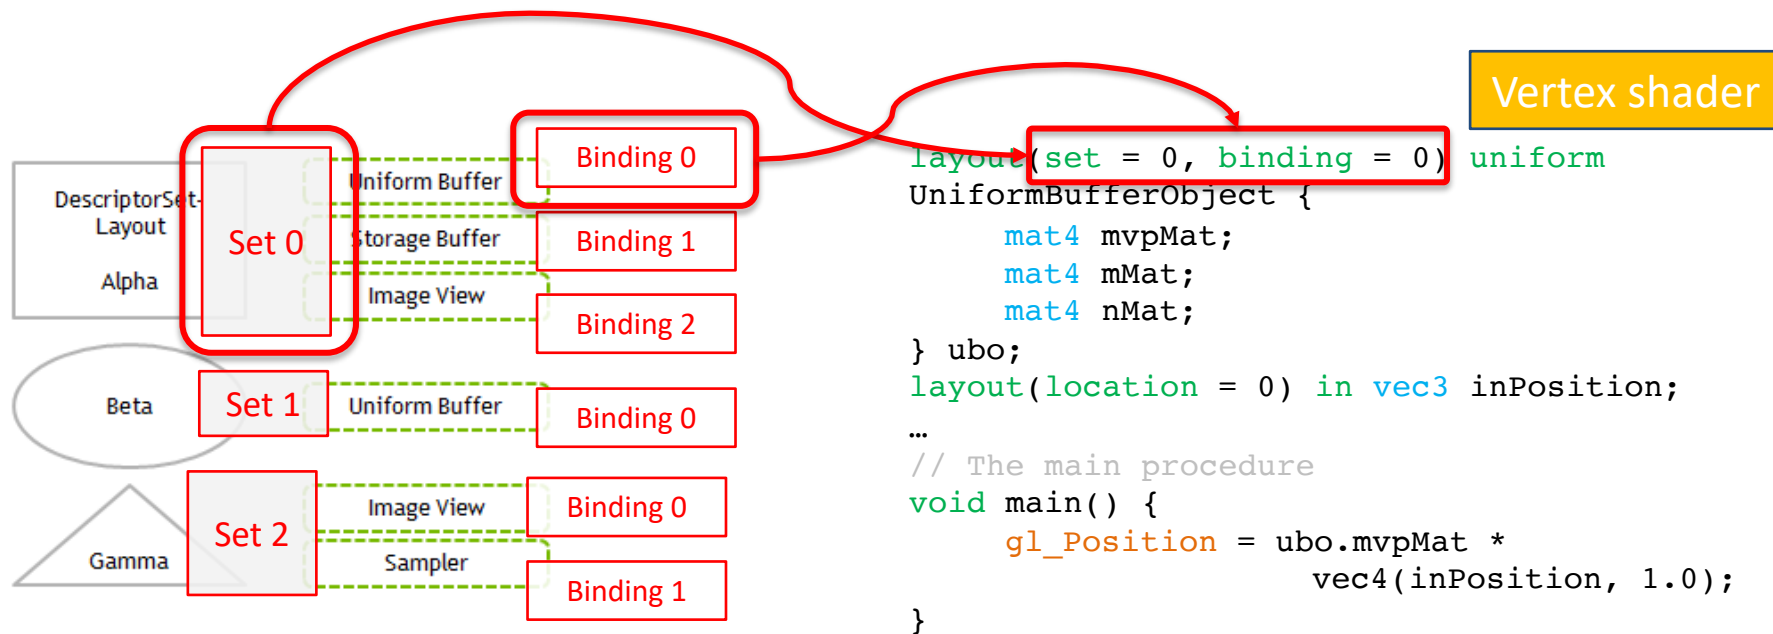 Vertex shader
DescriptorSet-
Layout
Alpha
Set 0
Uniform Buffer
Binding 0
Storage Buffer
Binding 1
Image View
Binding 2
Beta
Set 1
Uniform Buffer
Binding 0
Gamma
Set 2
Image View
Binding 0
Sampler
Binding 1
layout(set = 0, binding = 0) uniform
UniformBufferObject {
mat4 mvpMat;
mat4 mMat;
mat4 nMat;
} ubo;
layout(location = 0) in vec3 inPosition;
…
// The main procedure
void main() {
gl_Position = ubo.mvpMat *
vec4(inPosition, 1.0);
}